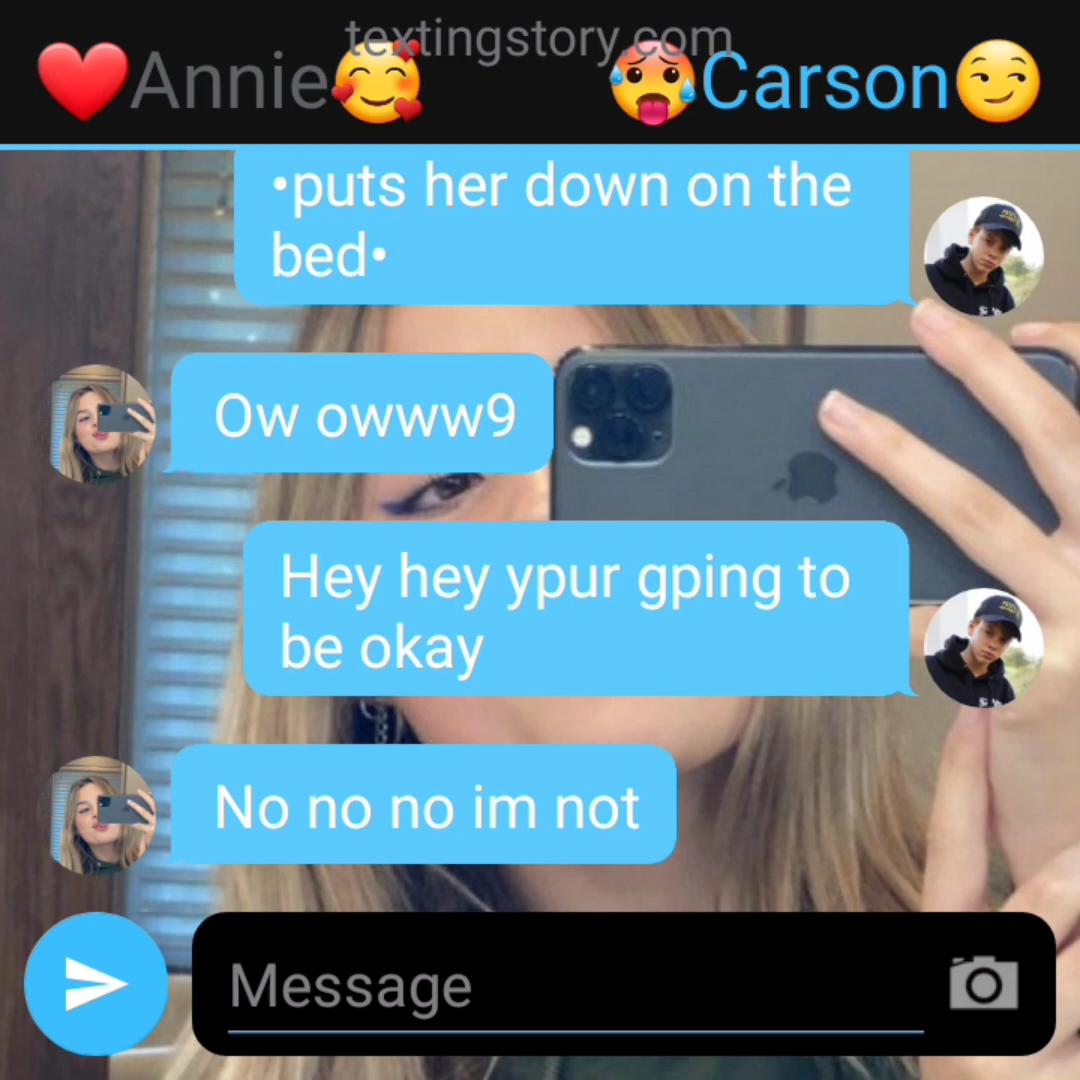 textingstory.com
❤️Annie🥰 🥵Carson😏
•puts her down on the
bed•
Ow owww9
Hey hey ypur gping to
be okay
No no no im not
Message